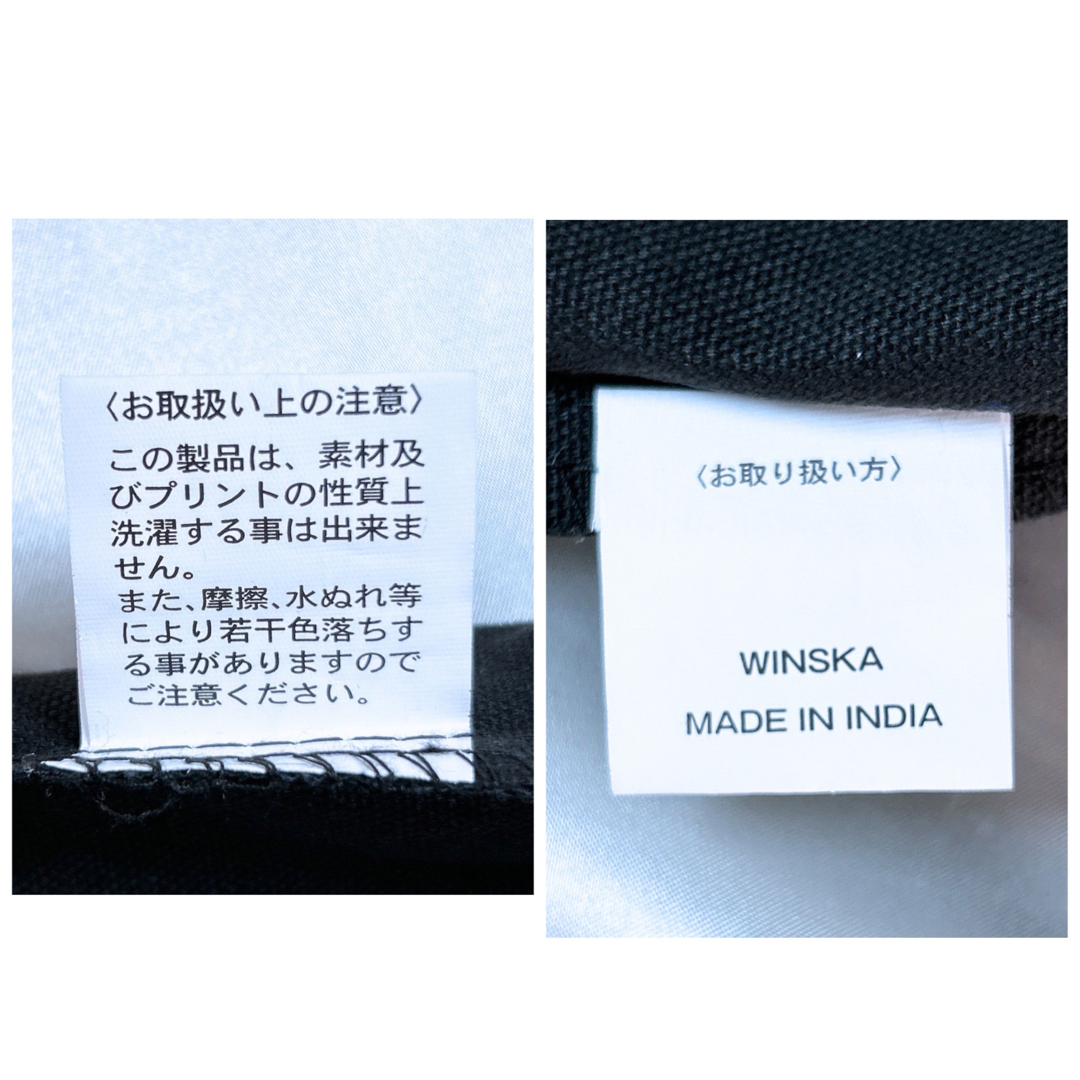 〈お取扱い上の注意〉
この製品は、素材及
びプリントの性質上
洗濯する事は出来ま
せん。
また、摩擦、水ぬれ等
により若干色落ちす
る事がありますので
ご注意ください。
〈お取り扱い方〉
WINSKA
MADE IN INDIA